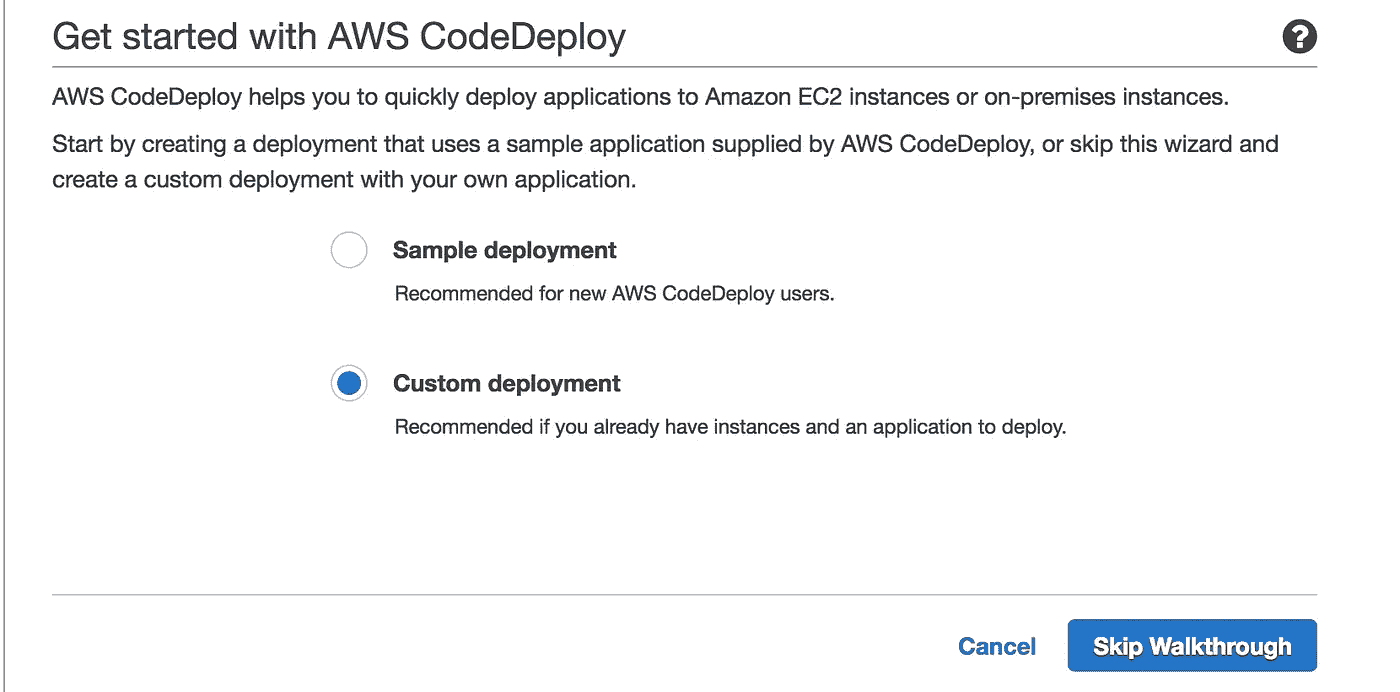 Get started with AWS CodeDeploy
?
AWS CodeDeploy helps you to quickly deploy applications to Amazon EC2 instances or on-premises instances.
Start by creating a deployment that uses a sample application supplied by AWS CodeDeploy, or skip this wizard and
create a custom deployment with your own application.
Sample deployment
Recommended for new AWS CodeDeploy users.
Custom deployment
Recommended if you already have instances and an application to deploy.
Cancel
Skip Walkthrough